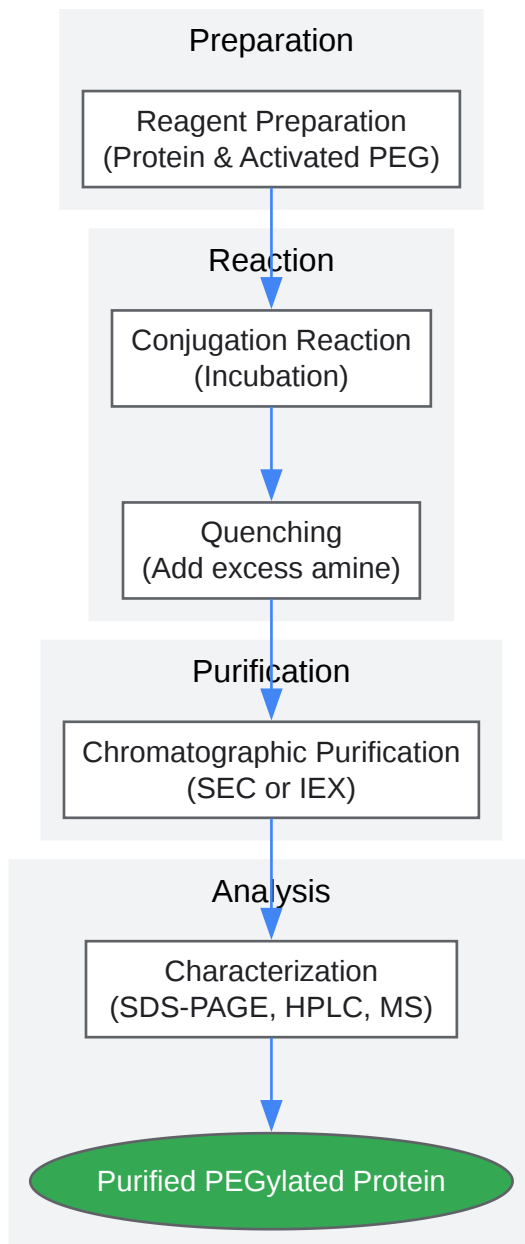 Preparation
Reagent Preparation
(Protein & Activated PEG)
Reaction
Conjugation Reaction
(Incubation)
Quenching
(Add excess amine)
Purification
Chromatographic Purification
(SEC or IEX)
Analysis
Characterization
(SDS-PAGE, HPLC, MS)
Purified PEGylated Protein